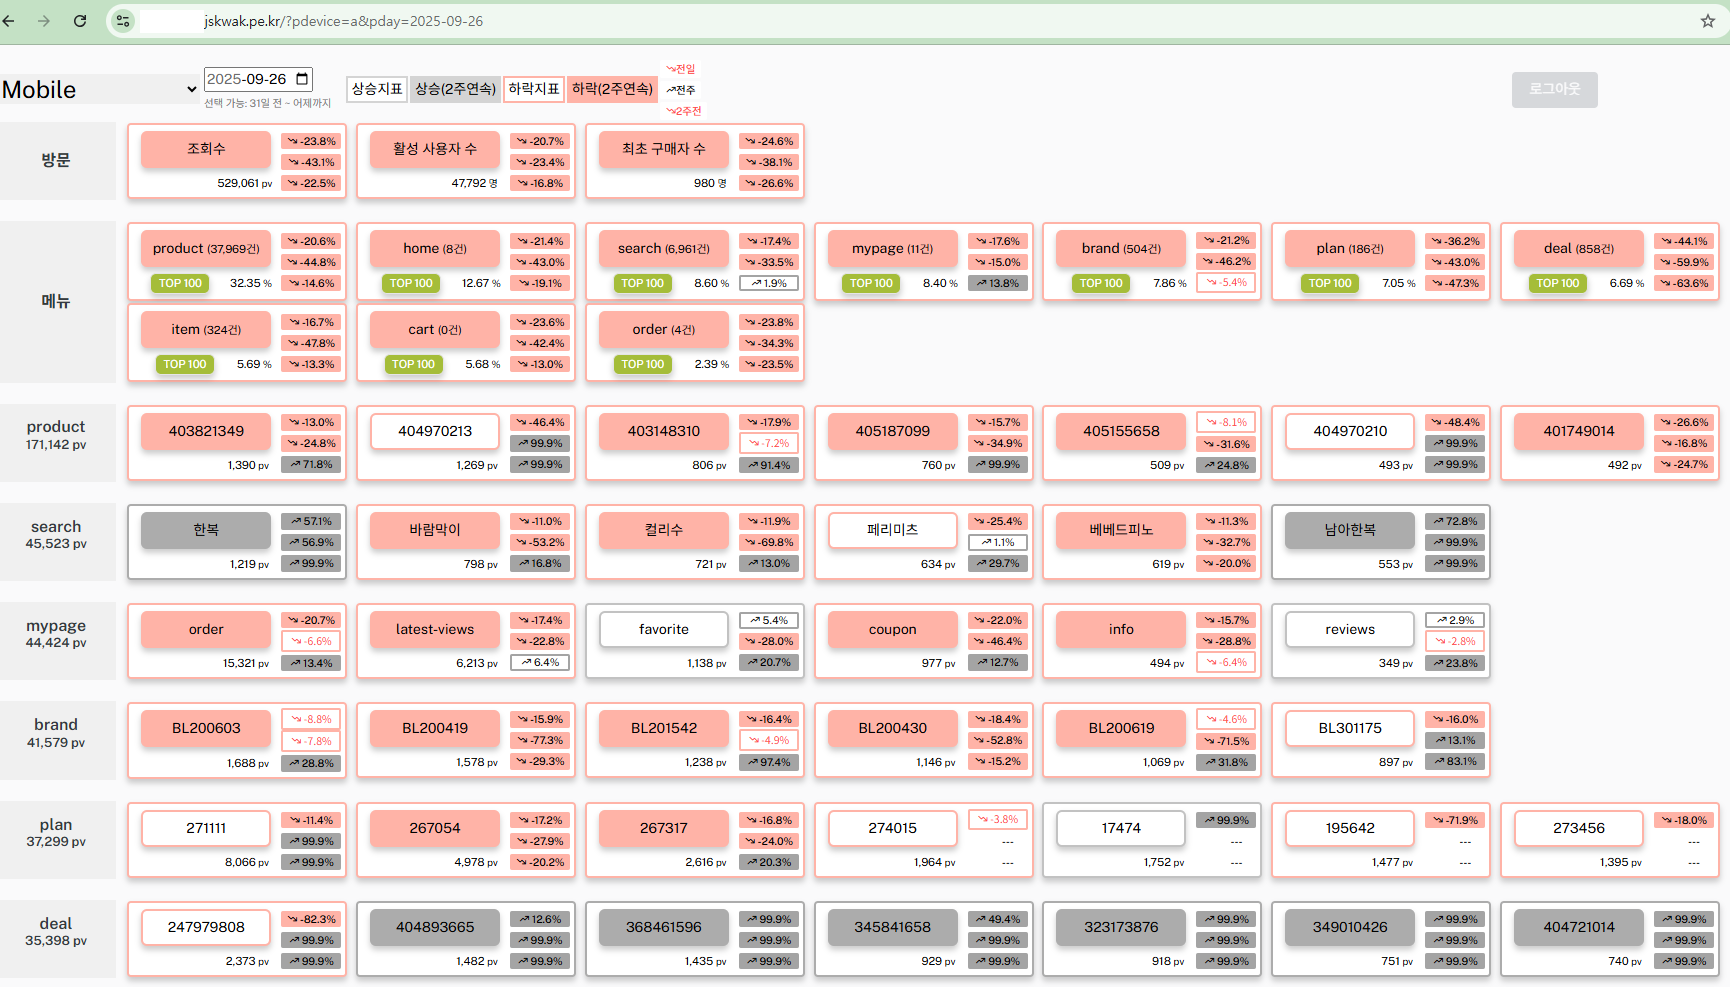 jskwak.pe.kr/?pdevice=a&pday=2025-09-26
Mobile
2025-09-26
선택 가능: 31일 전 ~ 어제까지
상승지표 상승(2주연속) 하락지표 하락(2주연속)
전일
전주
2주전
로그아웃
방문
조회수 -23.8% -43.1%
529,061 pv -22.5%
활성 사용자 수 -20.7% -23.4%
47,792 명 -16.8%
최초 구매자 수 -24.6% -38.1%
980 명 -26.6%
메뉴
product (37,969건) -20.6% -44.8%
TOP 100 32.35 % -14.6%
home (8건) -21.4% -43.0%
TOP 100 12.67 % -19.1%
search (6,961건) -17.4% -33.5%
TOP 100 8.60 % 1.9%
mypage (11건) -17.6% -15.0%
TOP 100 8.40 % 13.8%
brand (504건) -21.2% -46.2%
TOP 100 7.86 % -5.4%
plan (186건) -36.2% -43.0%
TOP 100 7.05 % -47.3%
deal (858건) -44.1% -59.9%
TOP 100 6.69 % -63.6%
item (324건) -16.7% -47.8%
TOP 100 5.69 % -13.3%
cart (0건) -23.6% -42.4%
TOP 100 5.68 % -13.0%
order (4건) -23.8% -34.3%
TOP 100 2.39 % -23.5%
product
171,142 pv
403821349 -13.0% -24.8%
1,390 pv 71.8%
404970213 -46.4% 99.9%
1,269 pv 99.9%
403148310 -17.9% -7.2%
806 pv 91.4%
405187099 -15.7% -34.9%
760 pv 99.9%
405155658 -8.1% -31.6%
509 pv 24.8%
404970210 -48.4% 99.9%
493 pv 99.9%
401749014 -26.6% -16.8%
492 pv -24.7%
search
45,523 pv
한복 57.1% 56.9%
1,219 pv 99.9%
바람막이 -11.0% -53.2%
798 pv 16.8%
컬리수 -11.9% -69.8%
721 pv 13.0%
페리미츠 -25.4% 1.1%
634 pv 29.7%
베베드피노 -11.3% -32.7%
619 pv -20.0%
남아한복 72.8% 99.9%
553 pv 99.9%
mypage
44,424 pv
order -20.7% -6.6%
15,321 pv 13.4%
latest-views -17.4% -22.8%
6,213 pv 6.4%
favorite 5.4% -28.0%
1,138 pv 20.7%
coupon -22.0% -46.4%
977 pv 12.7%
info -15.7% -28.8%
494 pv -6.4%
reviews 2.9% -2.8%
349 pv 23.8%
brand
41,579 pv
BL200603 -8.8% -7.8%
1,688 pv 28.8%
BL200419 -15.9% -77.3%
1,578 pv -29.3%
BL201542 -16.4% -4.9%
1,238 pv 97.4%
BL200430 -18.4% -52.8%
1,146 pv -15.2%
BL200619 -4.6% -71.5%
1,069 pv 31.8%
BL301175 -16.0% 13.1%
897 pv 83.1%
plan
37,299 pv
271111 -11.4% 99.9%
8,066 pv 99.9%
267054 -17.2% -27.9%
4,978 pv -20.2%
267317 -16.8% -24.0%
2,616 pv 20.3%
274015 -3.8% ---
1,964 pv ---
17474 99.9% ---
1,752 pv ---
195642 -71.9% ---
1,477 pv ---
273456 -18.0% ---
1,395 pv ---
deal
35,398 pv
247979808 -82.3% 99.9%
2,373 pv 99.9%
404893665 12.6% 99.9%
1,482 pv 99.9%
368461596 99.9% 99.9%
1,435 pv 99.9%
345841658 49.4% 99.9%
929 pv 99.9%
323173876 99.9% 99.9%
918 pv 99.9%
349010426 99.9% 99.9%
751 pv 99.9%
404721014 99.9% 99.9%
740 pv 99.9%